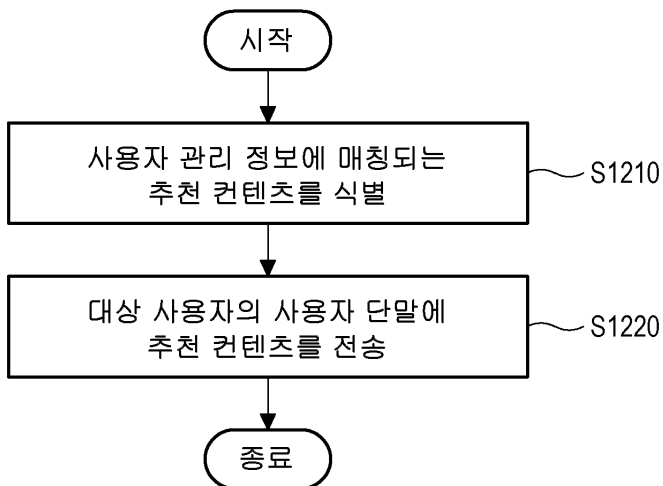 시작
사용자 관리 정보에 매칭되는
추천 컨텐츠를 식별
S1210
대상 사용자의 사용자 단말에
추천 컨텐츠를 전송
S1220
종료